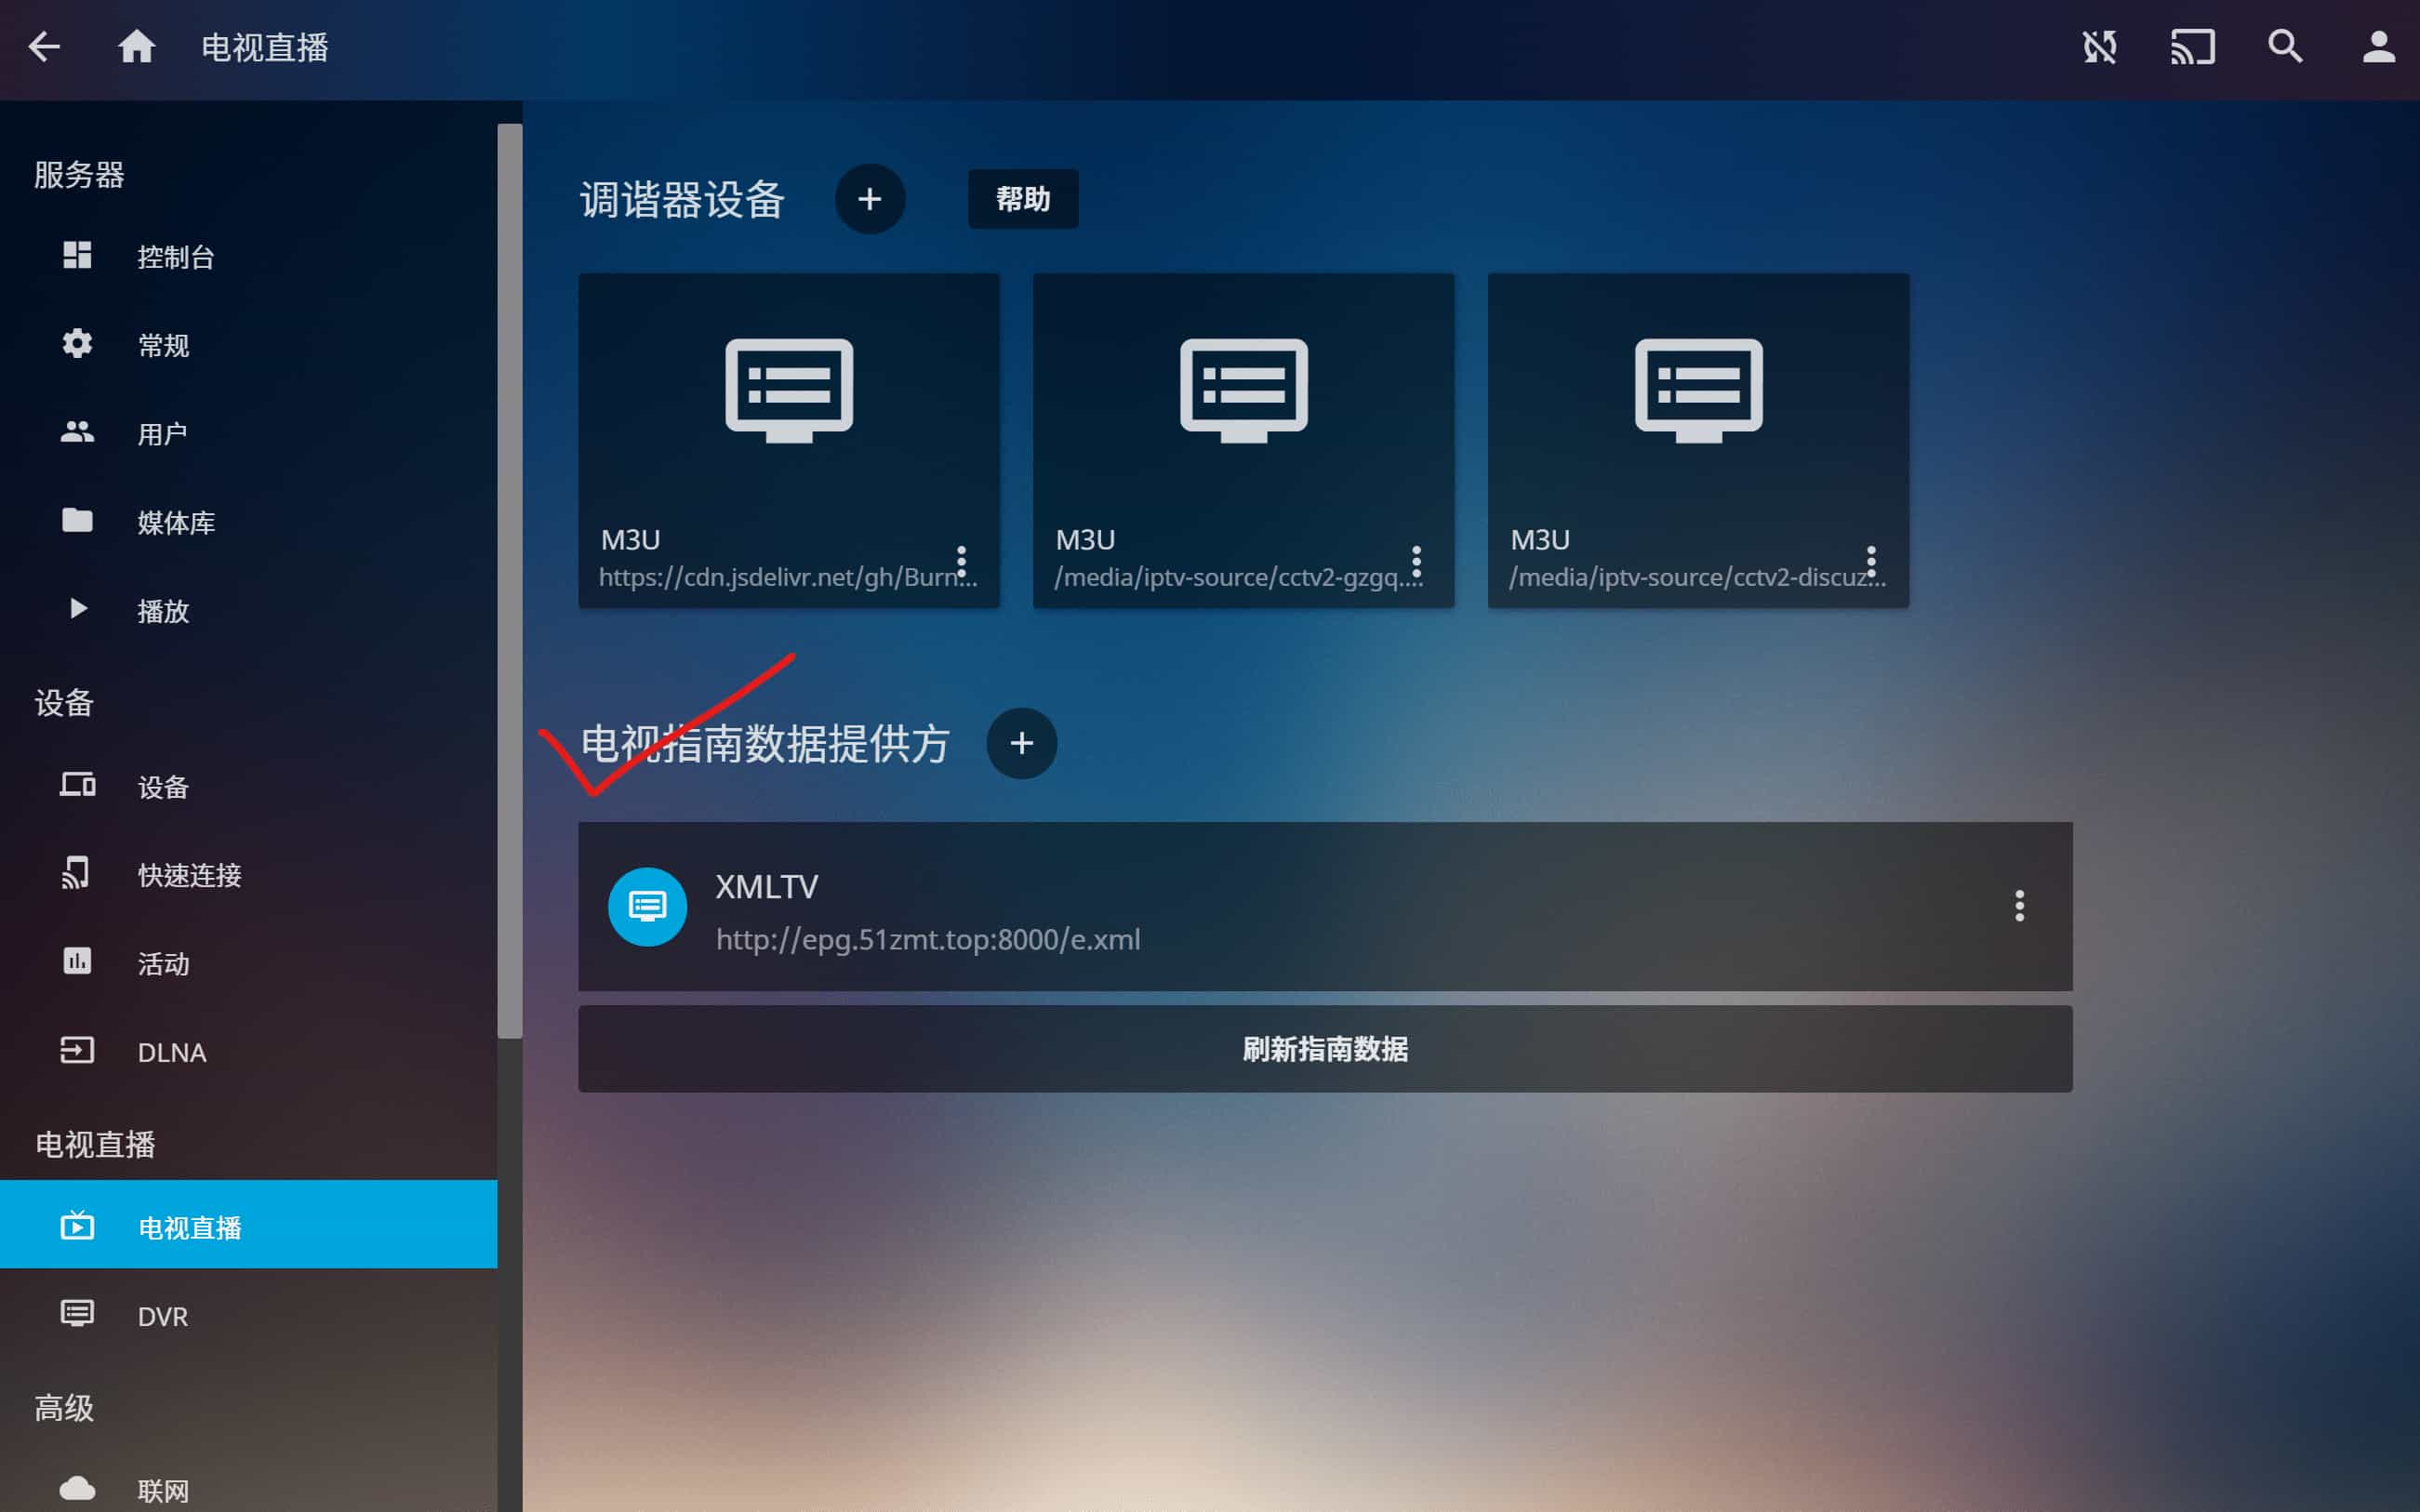 电视直播
服务器
控制台
常规
用户
媒体库
播放
设备
设备
快速连接
活动
DLNA
电视直播
电视直播
DVR
高级
联网
调谐器设备
帮助
M3U
https://cdn.jsdelivr.net/gh/Burn...
M3U
/media/iptv-source/cctv2-gzgq....
M3U
/media/iptv-source/cctv2-discuz...
电视指南数据提供方
XMLTV
http://epg.51zmt.top:8000/e.xml
刷新指南数据